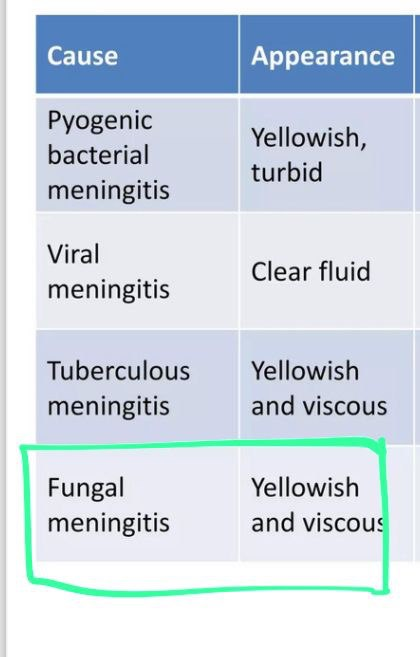 Cause
Appearance
Pyogenic
bacterial
meningitis
Yellowish,
turbid
Viral
meningitis
Clear fluid
Tuberculous
meningitis
Yellowish
and viscous
Fungal
meningitis
Yellowish
and viscous